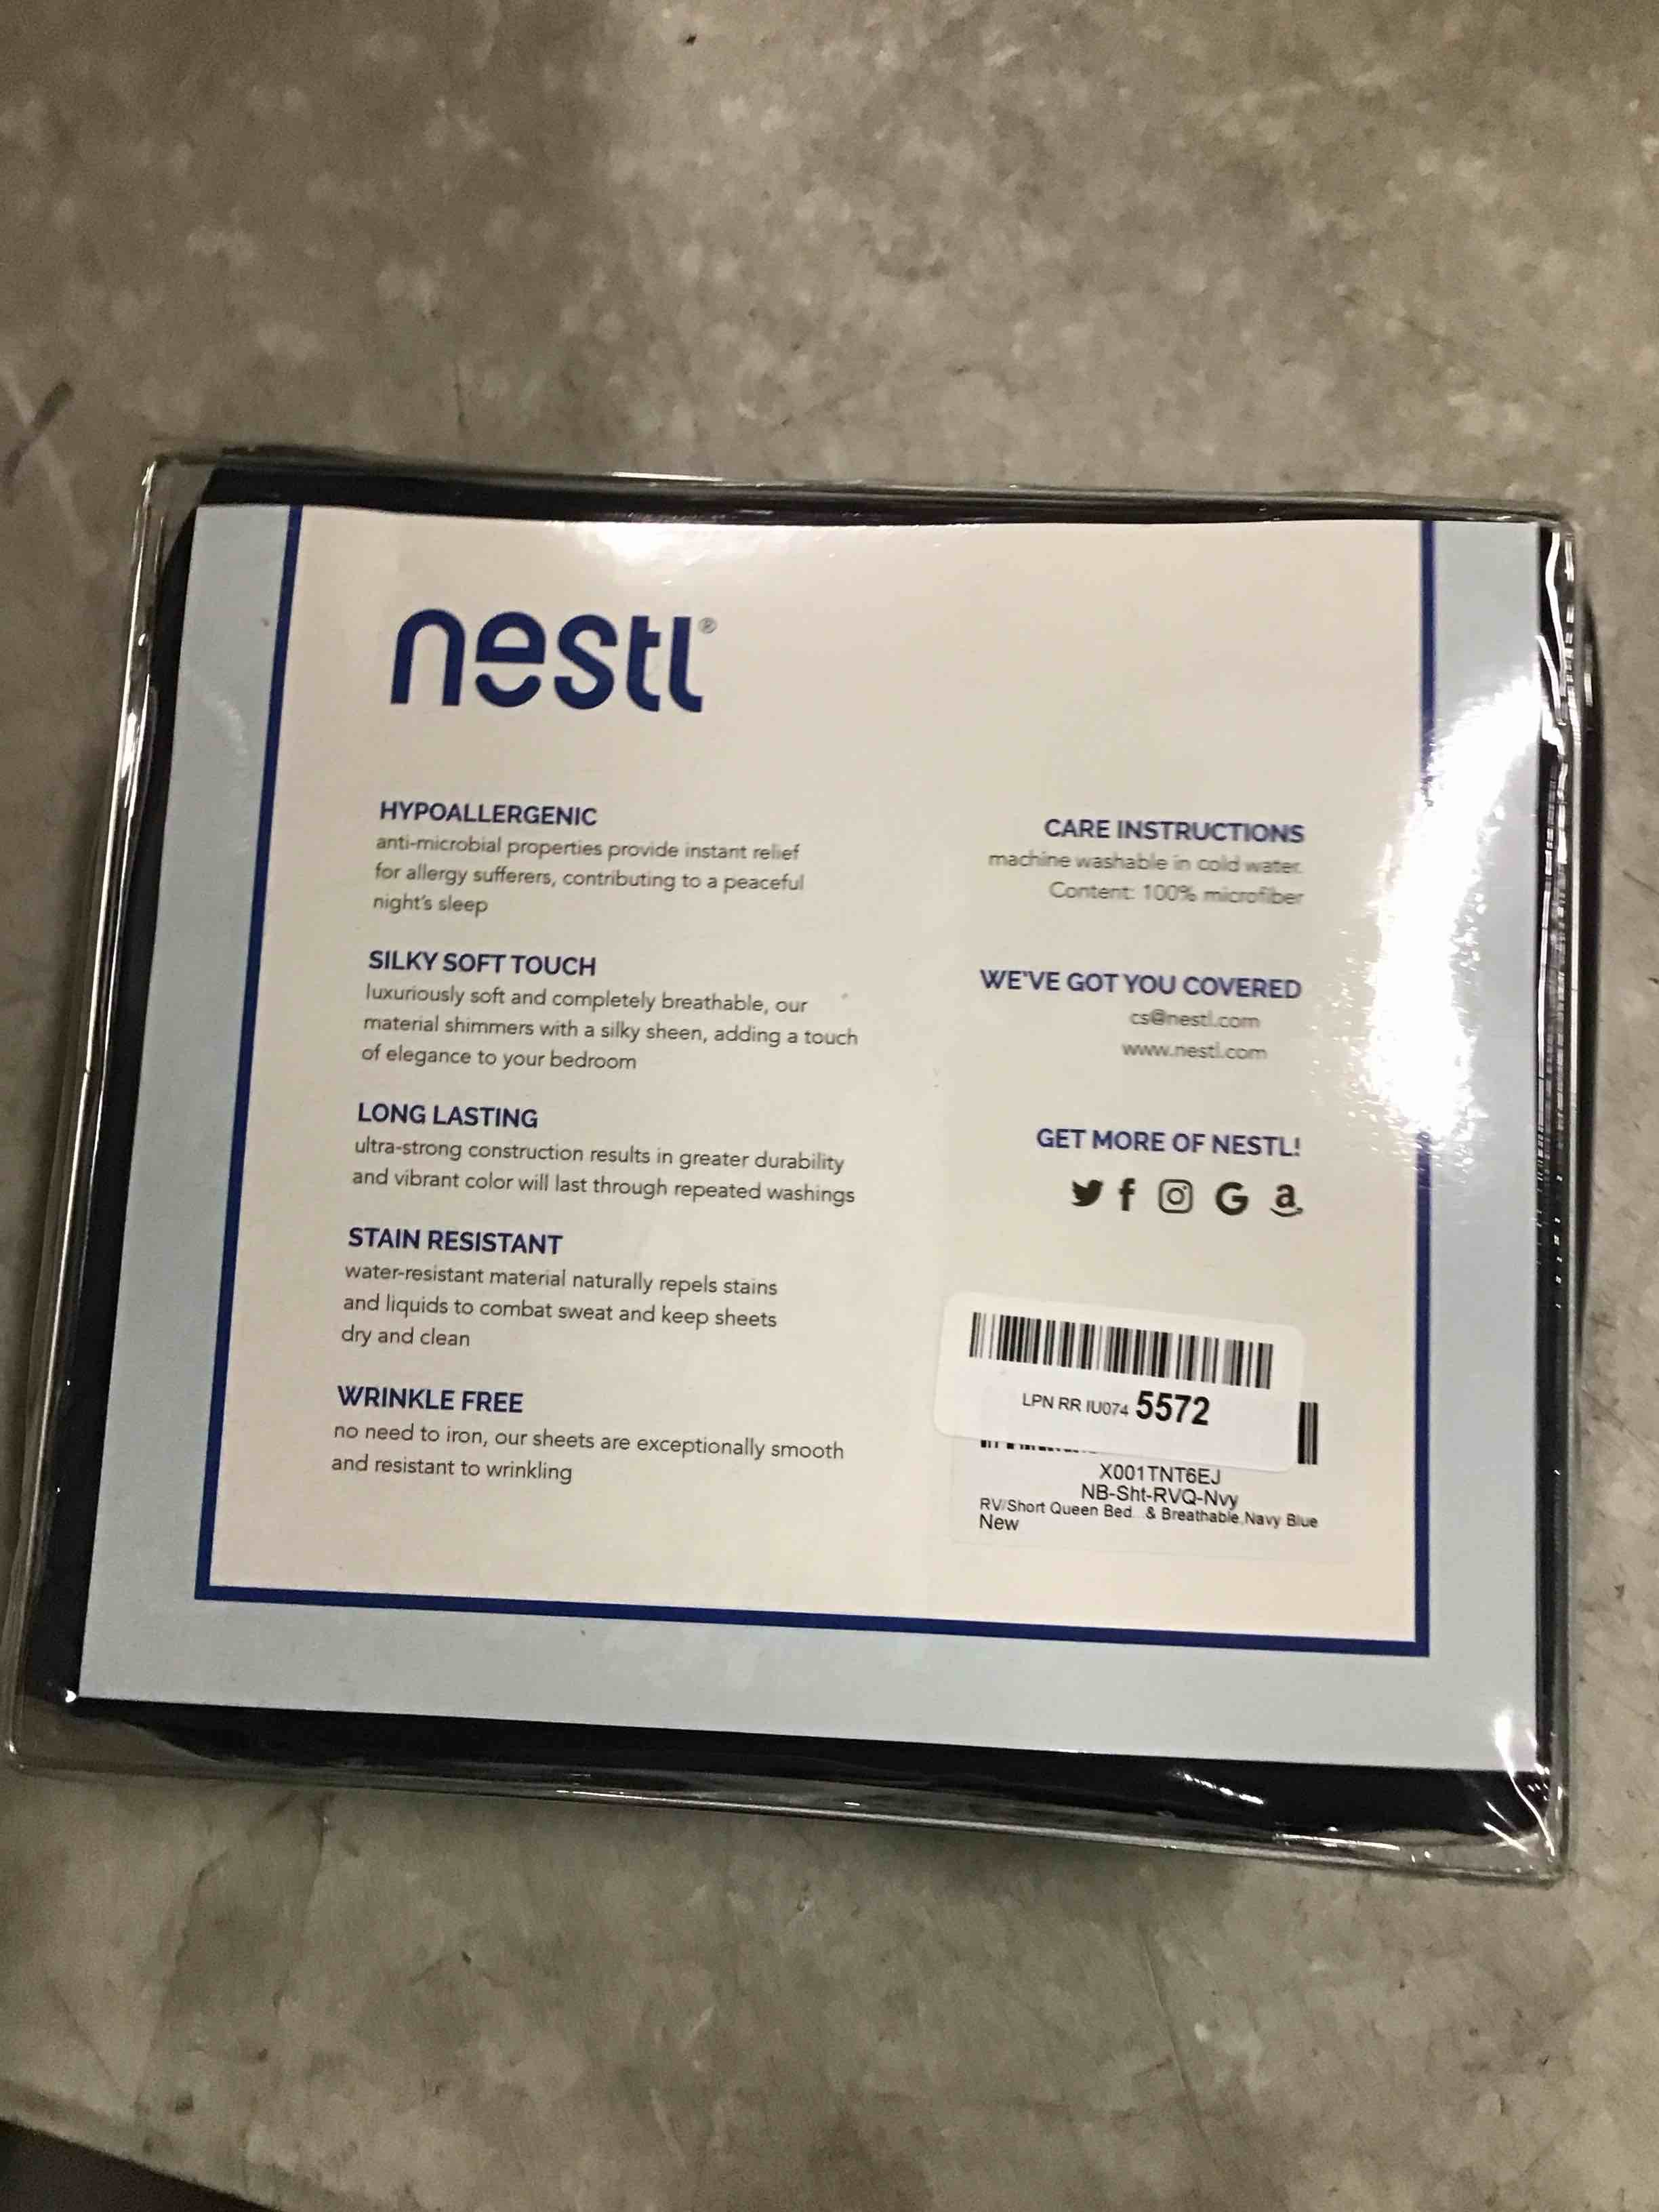 nestl®
HYPOALLERGENIC
anti-microbial properties provide instant relief
for allergy sufferers, contributing to a peaceful
night's sleep
SILKY SOFT TOUCH
luxuriously soft and completely breathable, our
material shimmers with a silky sheen, adding a touch
of elegance to your bedroom
LONG LASTING
ultra-strong construction results in greater durability
and vibrant color will last through repeated washings
STAIN RESISTANT
water-resistant material naturally repels stains
and liquids to combat sweat and keep sheets
dry and clean
WRINKLE FREE
no need to iron, our sheets are exceptionally smooth
and resistant to wrinkling
CARE INSTRUCTIONS
machine washable in cold water.
Content: 100% microfiber
WE'VE GOT YOU COVERED
cs@nestl.com
www.nestl.com
GET MORE OF NESTL!
LPN RR IU074 5572
X001TNT6EJ
NB-Sht-RVQ-Nvy
RV/Short Queen Bed...& Breathable,Navy Blue
New